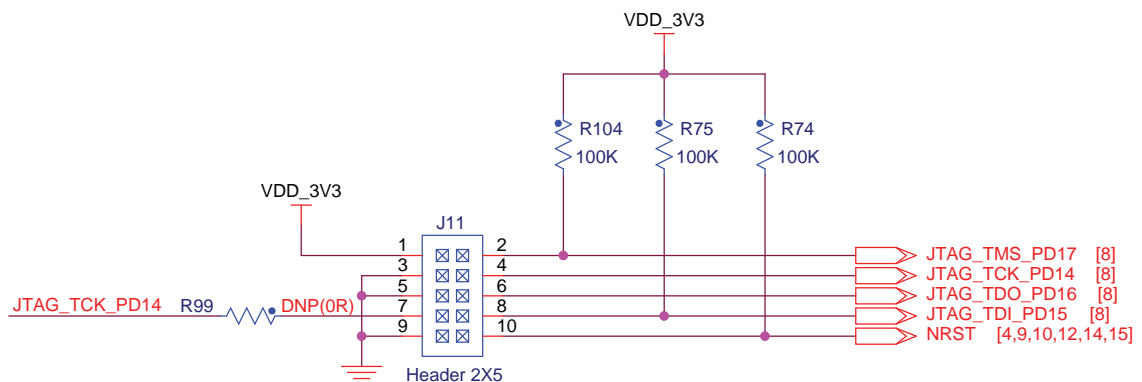 VDD_3V3
R104 R75 R74
100K 100K 100K
VDD_3V3
J11
1 2 JTAG_TMS_PD17 [8]
3 4 JTAG_TCK_PD14 [8]
5 6 JTAG_TDO_PD16 [8]
JTAG_TCK_PD14 R99 DNP(0R) 7 8 JTAG_TDI_PD15 [8]
9 10 NRST [4,9,10,12,14,15]
Header 2X5